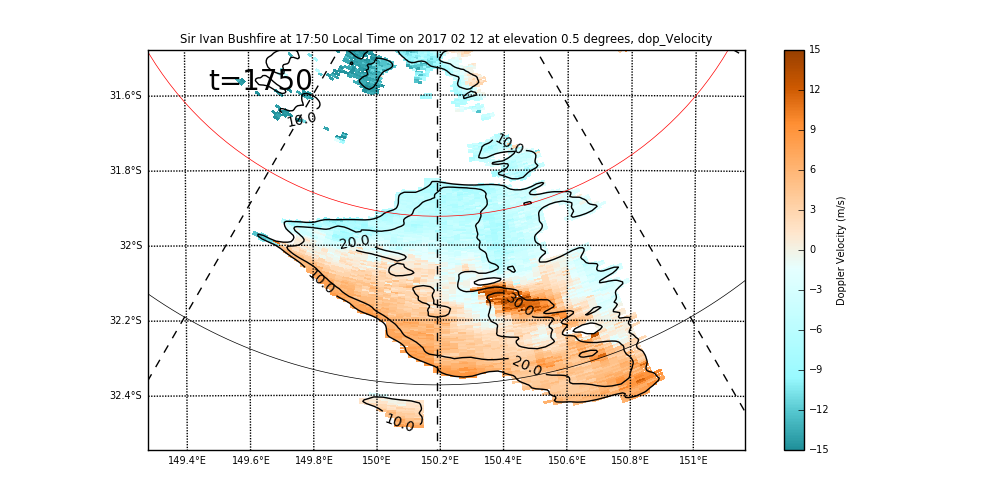 Sir Ivan Bushfire at 17:50 Local Time on 2017 02 12 at elevation 0.5 degrees, dop_Velocity
t=1750
31.6°S
31.8°S
32°S
32.2°S
32.4°S
10.0
10.0
20.0
10.0
30.0
20.0
10.0
149.4°E 149.6°E 149.8°E 150°E 150.2°E 150.4°E 150.6°E 150.8°E 151°E
15
12
9
6
3
0
−3
−6
−9
−12
−15
Doppler Velocity (m/s)